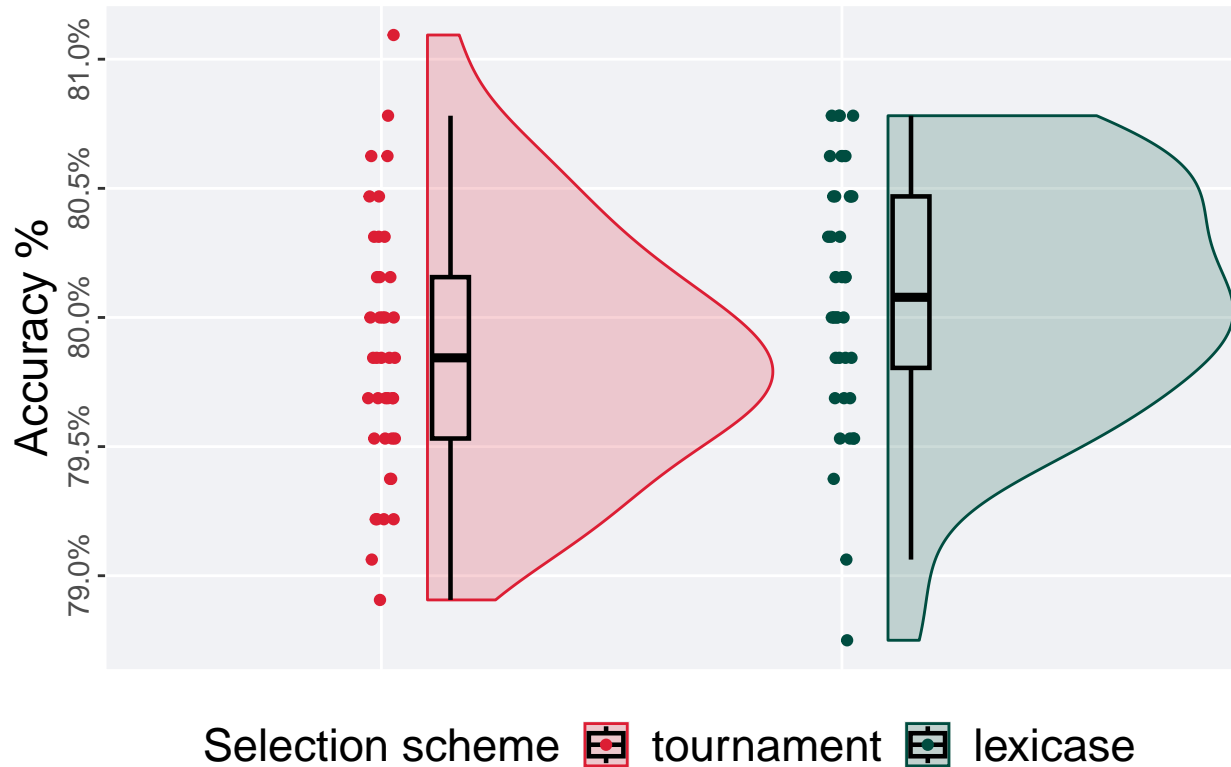 Accuracy %
81.0%
80.5%
80.0%
79.5%
79.0%
Selection scheme tournament lexicase